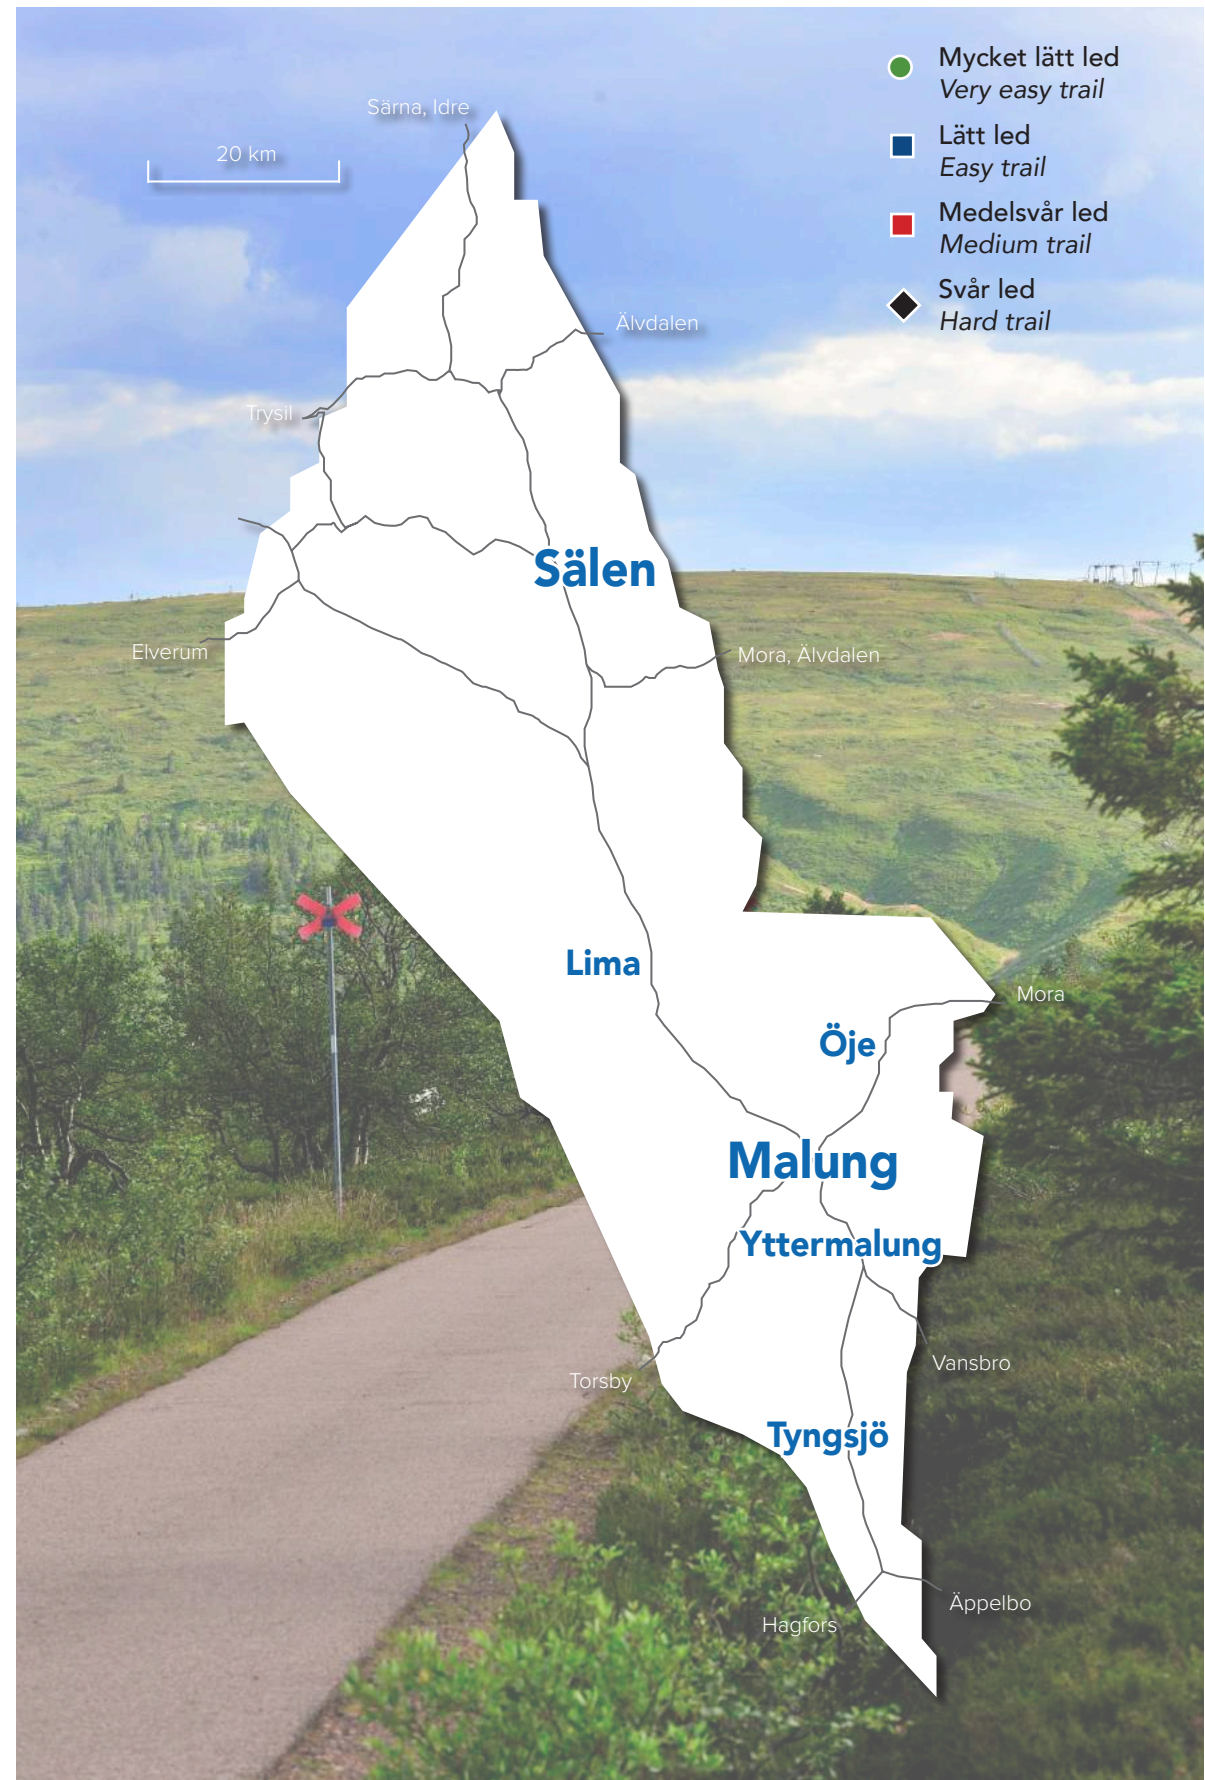 Mycket lätt led
Very easy trail
Lätt led
Easy trail
Medelsvår led
Medium trail
Svår led
Hard trail
Särna, Idre
20 km
Älvdalen
Trysil
Sälen
Elverum
Mora, Älvdalen
Lima
Mora
Öje
Malung
Yttermalung
Vansbro
Torsby
Tyngsjö
Äppelbo
Hagfors